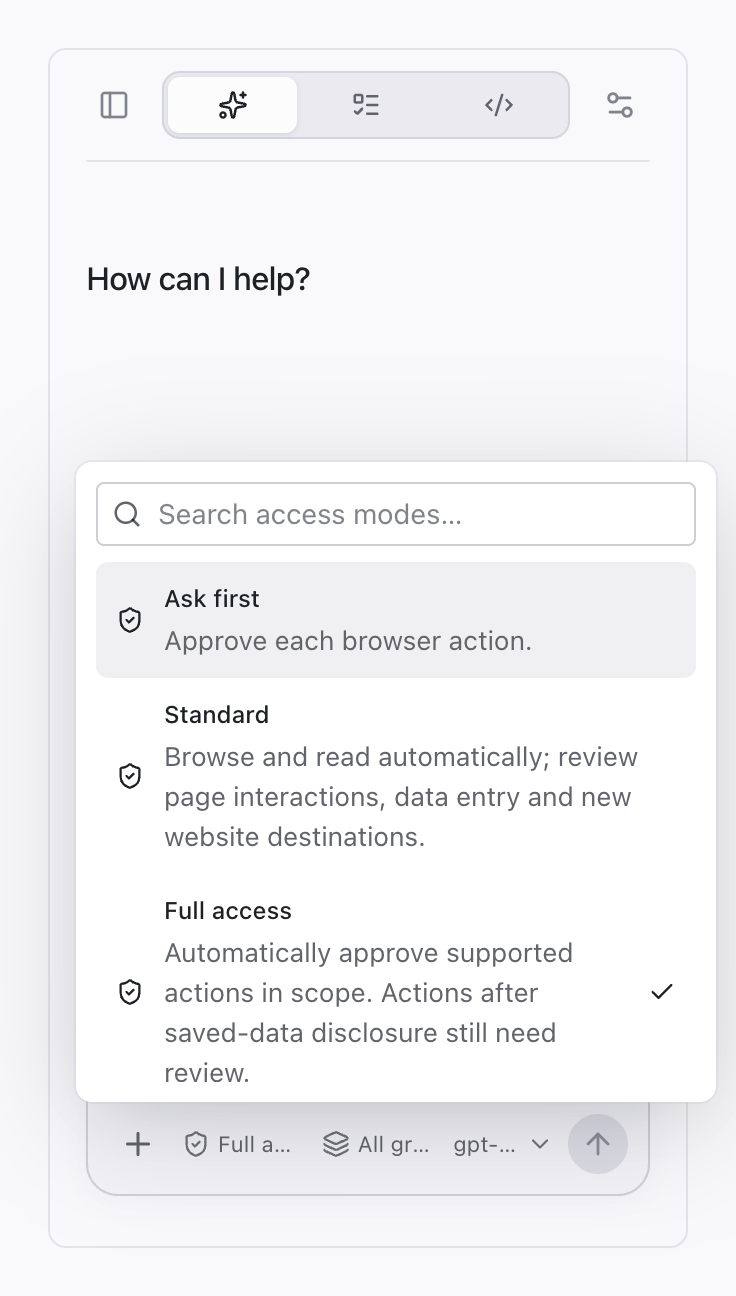 How can I help?
Search access modes...
Ask first
Approve each browser action.
Standard
Browse and read automatically; review
page interactions, data entry and new
website destinations.
Full access
Automatically approve supported
actions in scope. Actions after
saved-data disclosure still need
review.
Full a... All gr... gpt-...